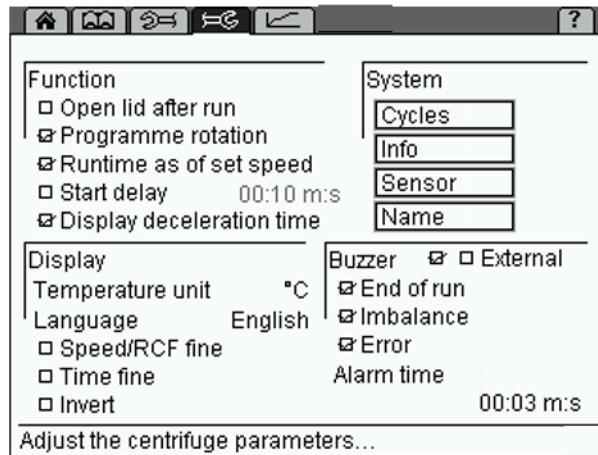 ?
Function
Open lid after run
Programme rotation
Runtime as of set speed
Start delay 00:10 m:s
Display deceleration time
System
Cycles
Info
Sensor
Name
Display
Temperature unit °C
Language English
Speed/RCF fine
Time fine
Invert
Buzzer External
End of run
Imbalance
Error
Alarm time
00:03 m:s
Adjust the centrifuge parameters...